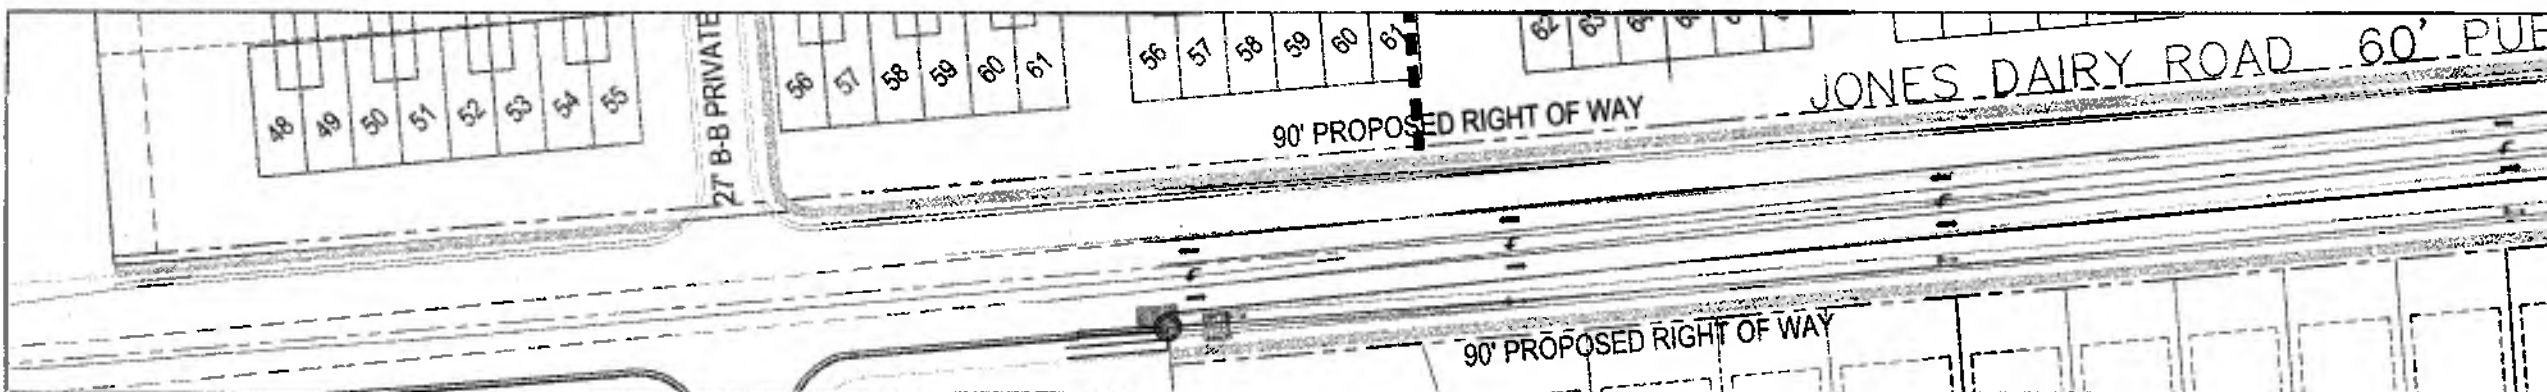 48 49 50 51 52 53 54 55
27' B-B PRIVATE
56 57 58 59 60 61
56 57 58 59 60 61
62 63
JONES DAIRY ROAD 60'
90' PROPOSED RIGHT OF WAY
90' PROPOSED RIGHT OF WAY